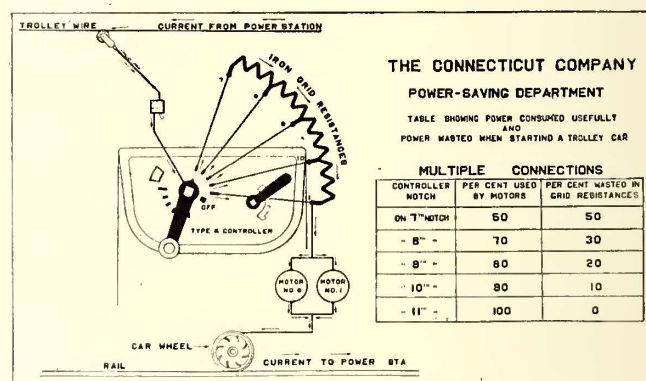 TROLLEY WIRE
CURRENT FROM POWER STATION
IRON GRID RESISTANCES
7
8
9
10
OFF
TYPE K CONTROLLER
MOTOR
NO 2
MOTOR
NO. 1
CAR WHEEL
RAIL
CURRENT TO POWER STA
THE CONNECTICUT COMPANY
POWER-SAVING DEPARTMENT
TABLE SHOWING POWER CONSUMED USEFULLY
AND
POWER WASTED WHEN STARTING A TROLLEY CAR
MULTIPLE CONNECTIONS
CONTROLLER NOTCH PER CENT USED BY MOTORS PER CENT WASTED IN GRID RESISTANCES
ON 7TH NOTCH 50 50
" 8TH " 70 30
" 9TH " 80 20
" 10TH " 90 10
" 11TH " 100 0